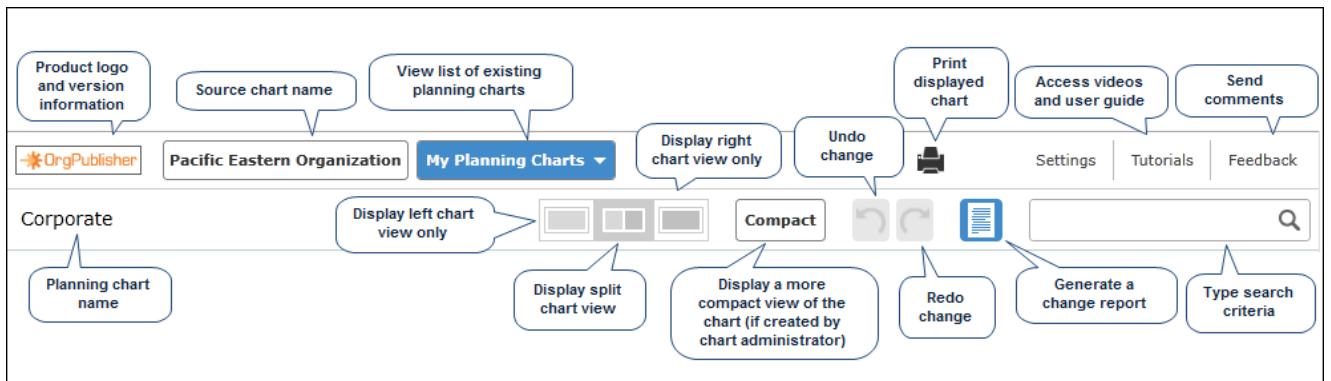 Product logo
and version
information
Source chart name
View list of existing
planning charts
Print
displayed
chart
Access videos
and user guide
Send
comments
Display right
chart view only
Undo
change
OrgPublisher
Pacific Eastern Organization
My Planning Charts
Settings
Tutorials
Feedback
Corporate
Display left chart
view only
Compact
Planning chart
name
Display split
chart view
Display a more
compact view of the
chart (if created by
chart administrator)
Redo
change
Generate a
change report
Type search
criteria